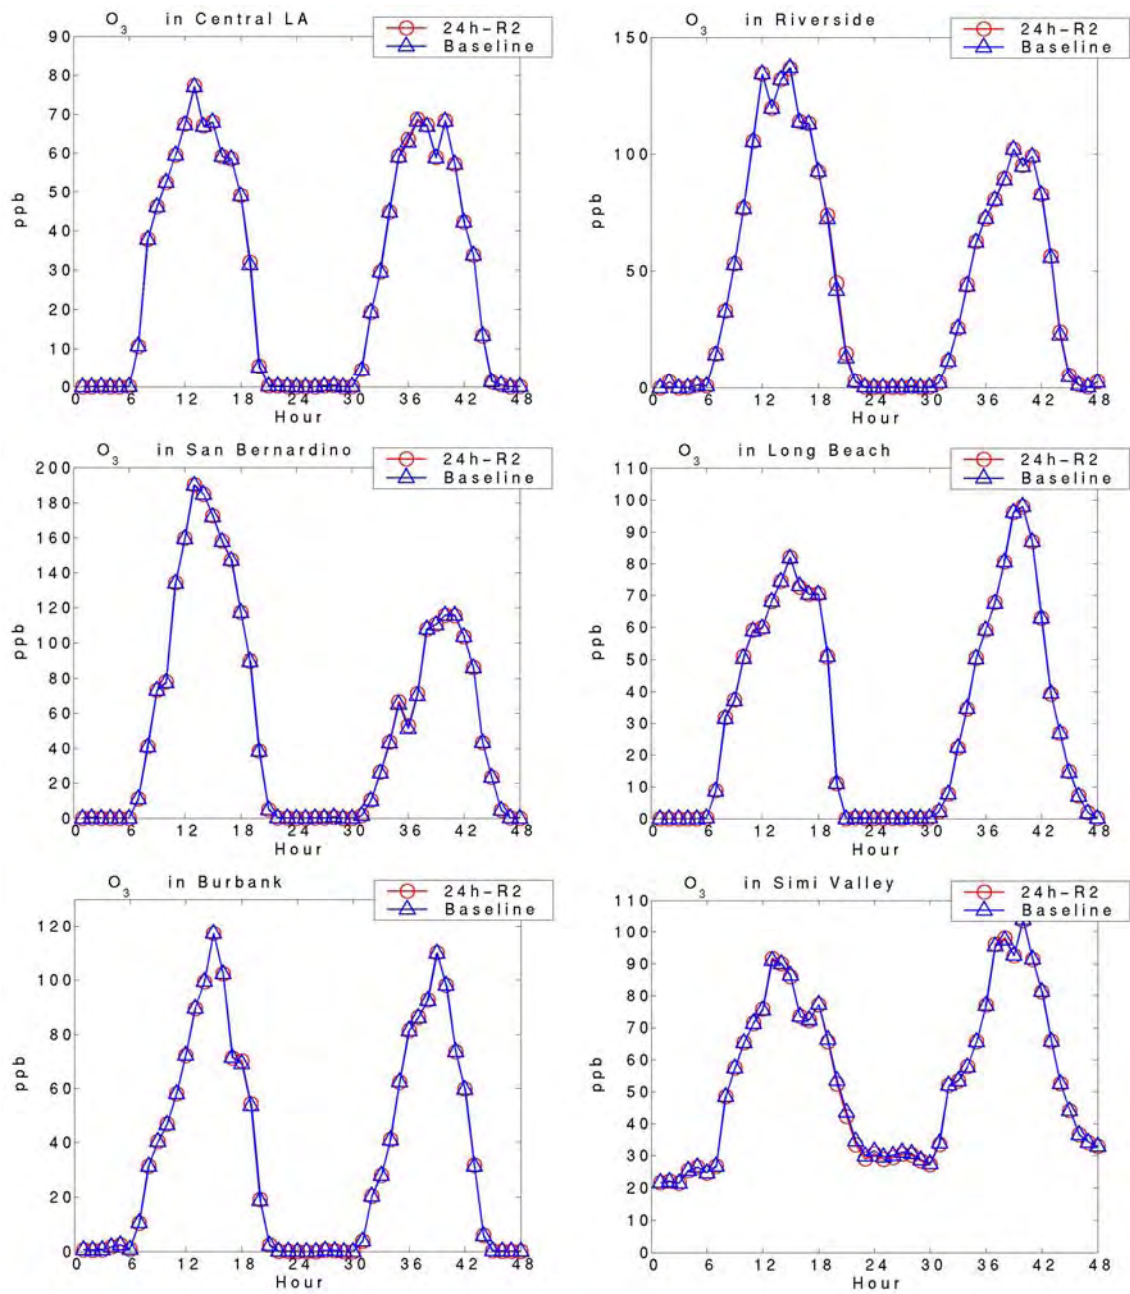 O3 in Central LA
24h-R2
Baseline
90
80
70
60
50
40
30
20
10
0
ppb
0 6 12 18 24 30 36 42 48
Hour
O3 in Riverside
24h-R2
Baseline
150
100
50
0
ppb
0 6 12 18 24 30 36 42 48
Hour
O3 in San Bernardino
24h-R2
Baseline
200
180
160
140
120
100
80
60
40
20
0
ppb
0 6 12 18 24 30 36 42 48
Hour
O3 in Long Beach
24h-R2
Baseline
110
100
90
80
70
60
50
40
30
20
10
0
ppb
0 6 12 18 24 30 36 42 48
Hour
O3 in Burbank
24h-R2
Baseline
120
100
80
60
40
20
0
ppb
0 6 12 18 24 30 36 42 48
Hour
O3 in Simi Valley
24h-R2
Baseline
110
100
90
80
70
60
50
40
30
20
10
0
ppb
0 6 12 18 24 30 36 42 48
Hour